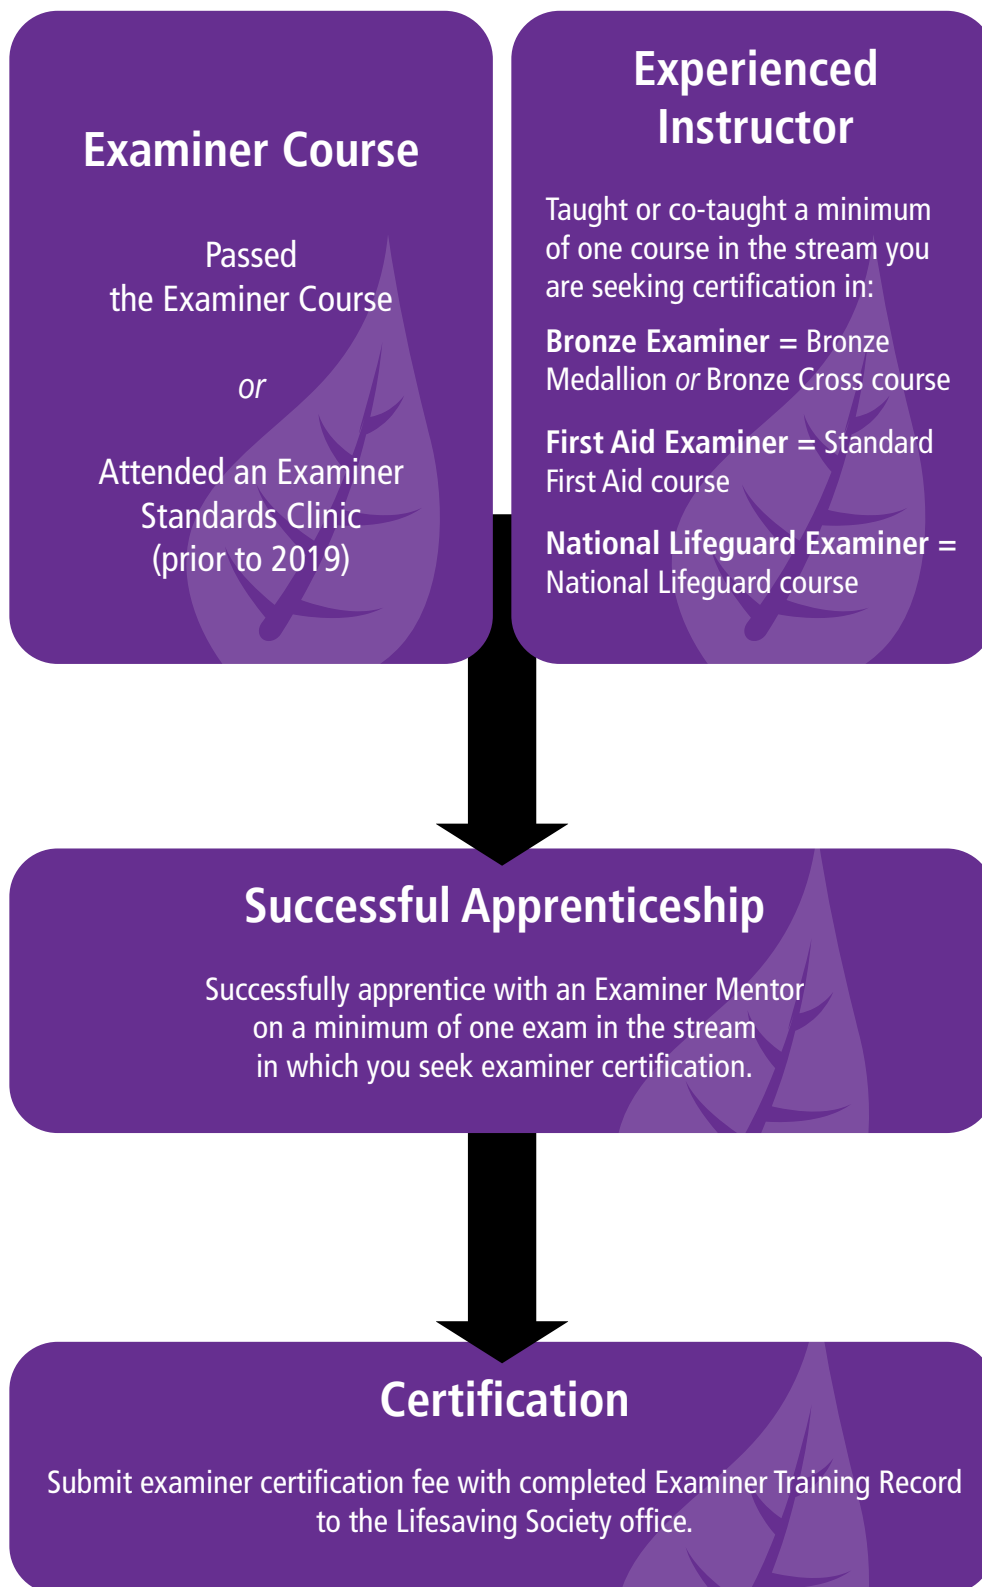 Examiner Course
Passed
the Examiner Course
or
Attended an Examiner
Standards Clinic
(prior to 2019)
Experienced
Instructor
Taught or co-taught a minimum
of one course in the stream you
are seeking certification in:
Bronze Examiner = Bronze
Medallion or Bronze Cross course
First Aid Examiner = Standard
First Aid course
National Lifeguard Examiner =
National Lifeguard course
Successful Apprenticeship
Successfully apprentice with an Examiner Mentor
on a minimum of one exam in the stream
in which you seek examiner certification.
Certification
Submit examiner certification fee with completed Examiner Training Record
to the Lifesaving Society office.